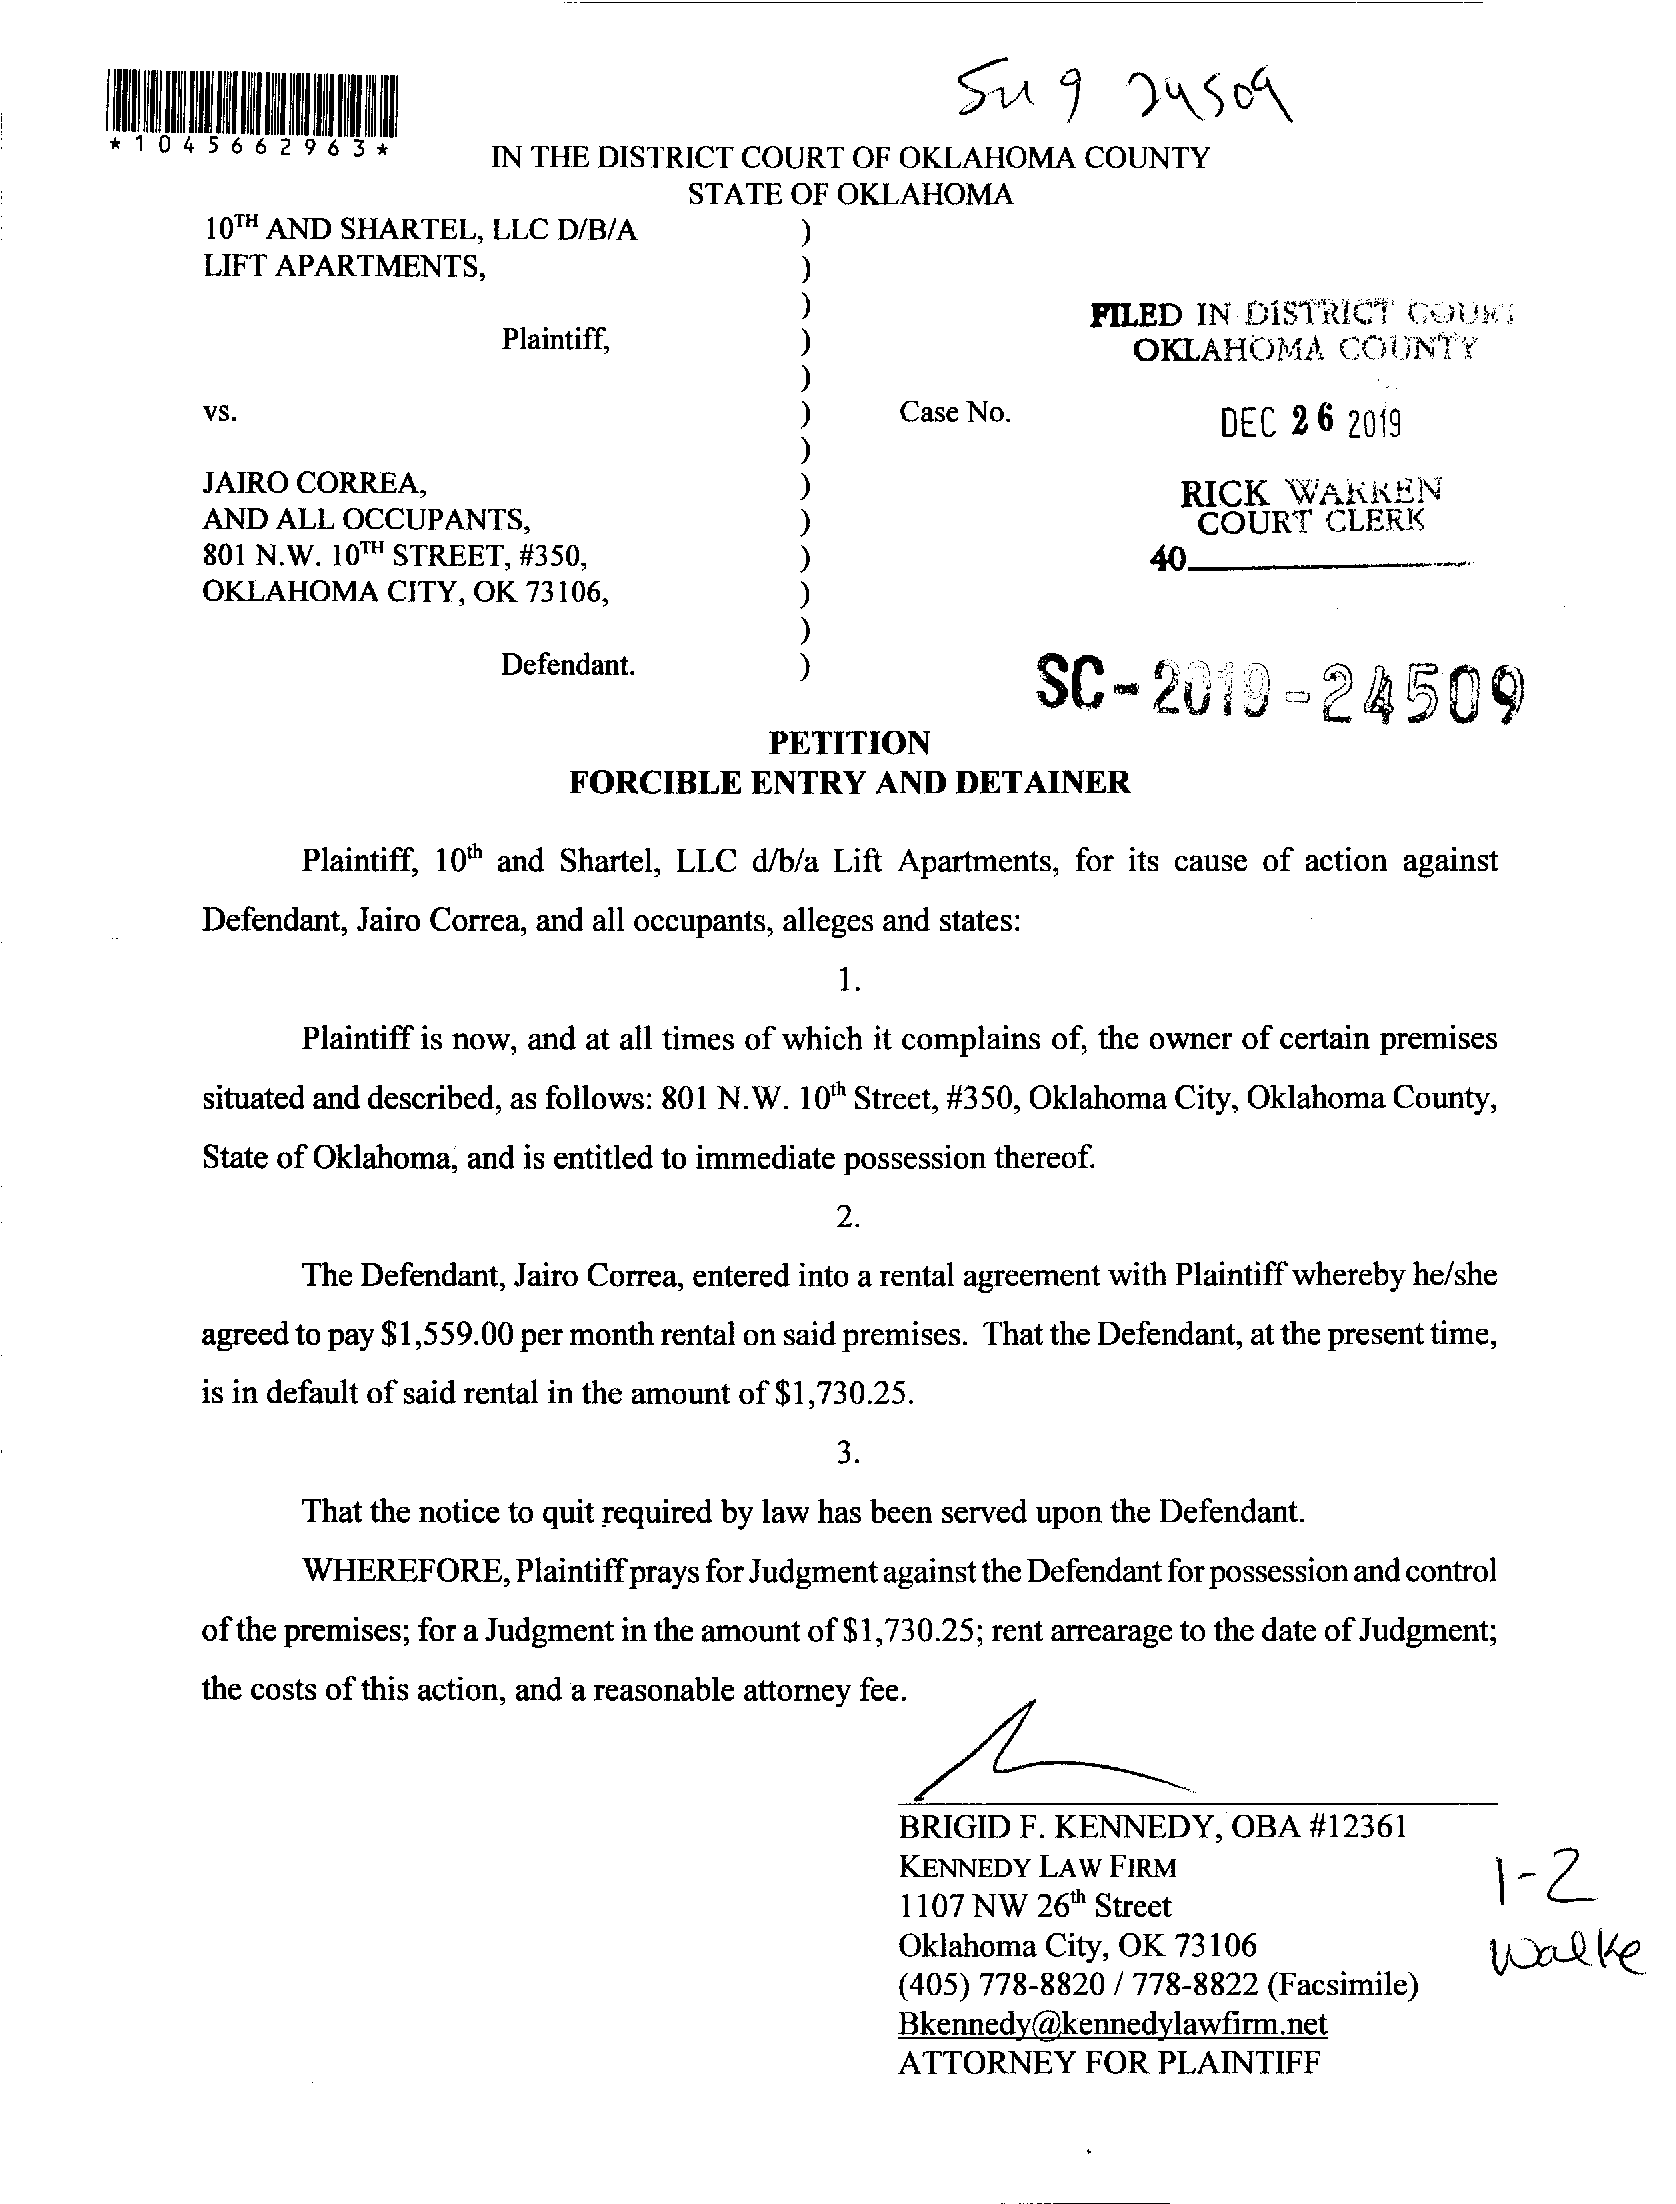 24509
*1045662963*
IN THE DISTRICT COURT OF OKLAHOMA COUNTY
STATE OF OKLAHOMA
10TH AND SHARTEL, LLC D/B/A )
LIFT APARTMENTS, )
)
Plaintiff, )
)
vs. ) Case No.
)
JAIRO CORREA, )
AND ALL OCCUPANTS, )
801 N.W. 10TH STREET, #350, )
OKLAHOMA CITY, OK 73106, )
)
Defendant. )
FILED IN DISTRICT COURT
OKLAHOMA COUNTY
DEC 26 2019
RICK WARREN
COURT CLERK
40
SC-2019-24509
PETITION
FORCIBLE ENTRY AND DETAINER
Plaintiff, 10th and Shartel, LLC d/b/a Lift Apartments, for its cause of action against
Defendant, Jairo Correa, and all occupants, alleges and states:
1.
Plaintiff is now, and at all times of which it complains of, the owner of certain premises
situated and described, as follows: 801 N.W. 10th Street, #350, Oklahoma City, Oklahoma County,
State of Oklahoma, and is entitled to immediate possession thereof.
2.
The Defendant, Jairo Correa, entered into a rental agreement with Plaintiff whereby he/she
agreed to pay $1,559.00 per month rental on said premises. That the Defendant, at the present time,
is in default of said rental in the amount of $1,730.25.
3.
That the notice to quit required by law has been served upon the Defendant.
WHEREFORE, Plaintiff prays for Judgment against the Defendant for possession and control
of the premises; for a Judgment in the amount of $1,730.25; rent arrearage to the date of Judgment;
the costs of this action, and a reasonable attorney fee.
BRIGID F. KENNEDY, OBA #12361
KENNEDY LAW FIRM
1107 NW 26th Street
Oklahoma City, OK 73106
(405) 778-8820 / 778-8822 (Facsimile)
Bkennedy@kennedylawfirm.net
ATTORNEY FOR PLAINTIFF
1-2
Walke